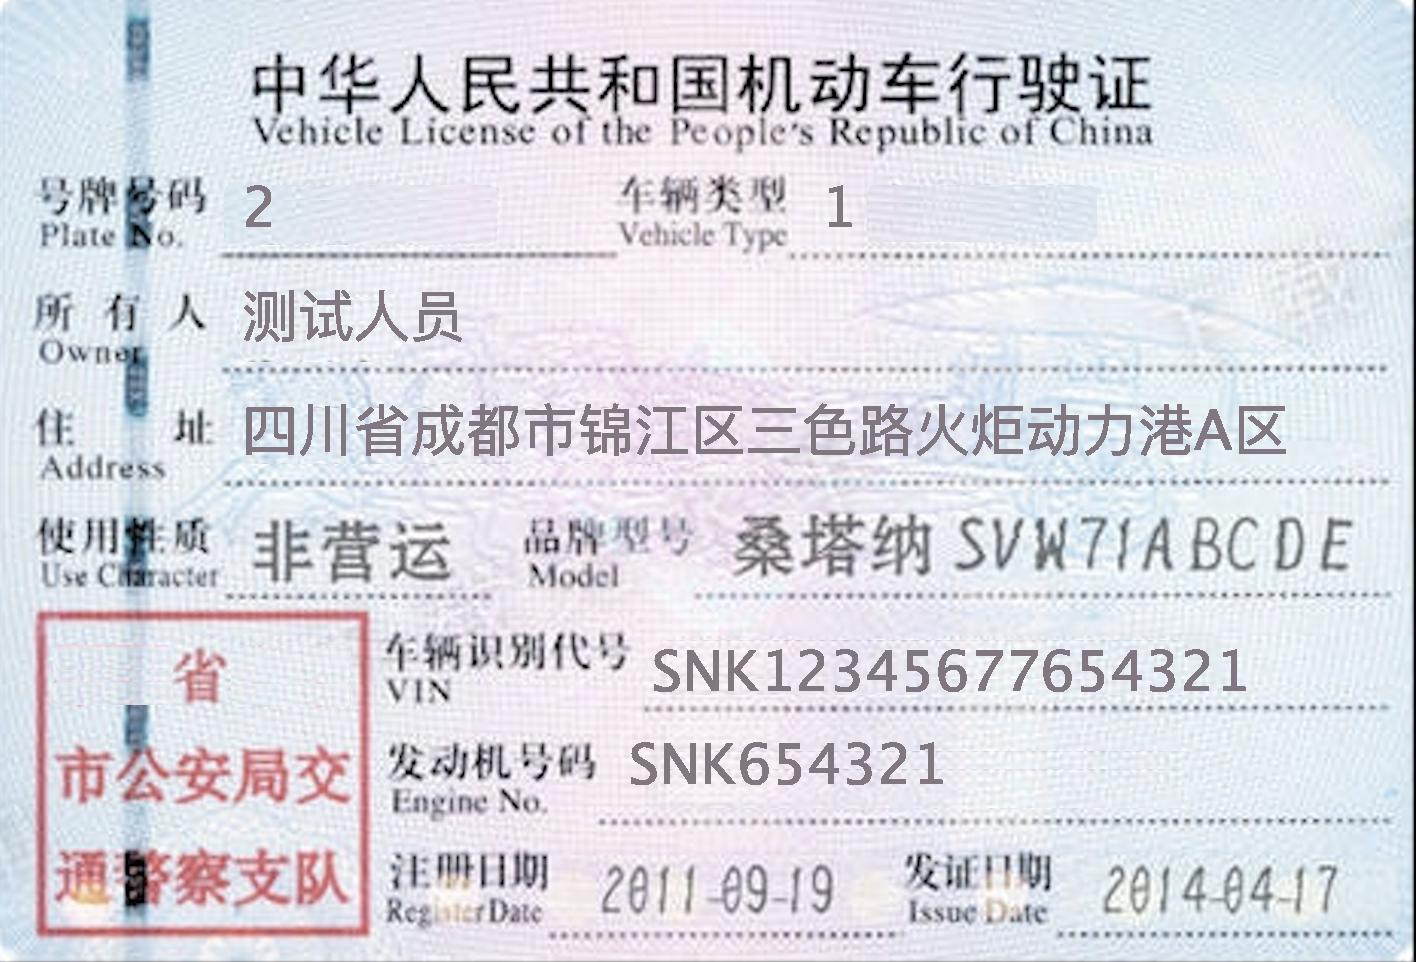 中华人民共和国机动车行驶证
Vehicle License of the People's Republic of China
号牌号码 2 车辆类型 1
Plate No. Vehicle Type
所有人 测试人员
Owner
住址 四川省成都市锦江区三色路火炬动力港A区
Address
使用性质 非营运 品牌型号 桑塔纳 SVW71ABCDE
Use Character Model
车辆识别代号 SNK12345677654321
VIN
发动机号码 SNK654321
Engine No.
注册日期 2011-09-19 发证日期 2014-04-17
Register Date Issue Date
省
市公安局交
通警察支队